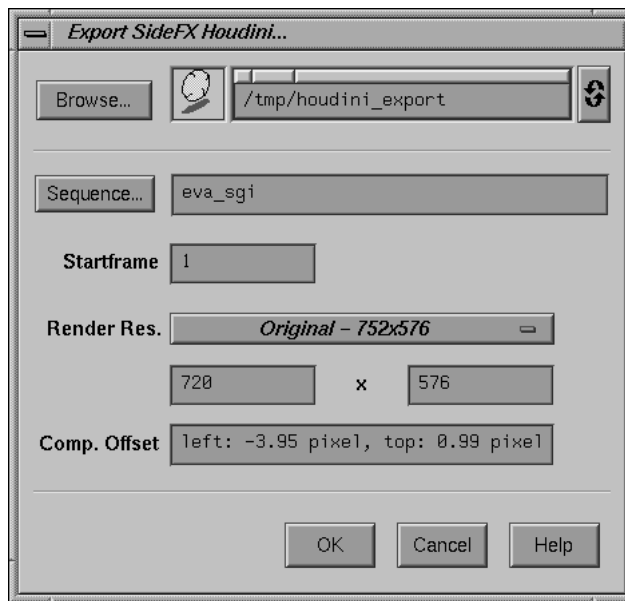 Export SideFX Houdini...
Browse...
/tmp/houdini_export
Sequence...
eva_sgi
Startframe
1
Render Res.
Original – 752x576
720 x 576
Comp. Offset
left: -3.95 pixel, top: 0.99 pixel
OK Cancel Help